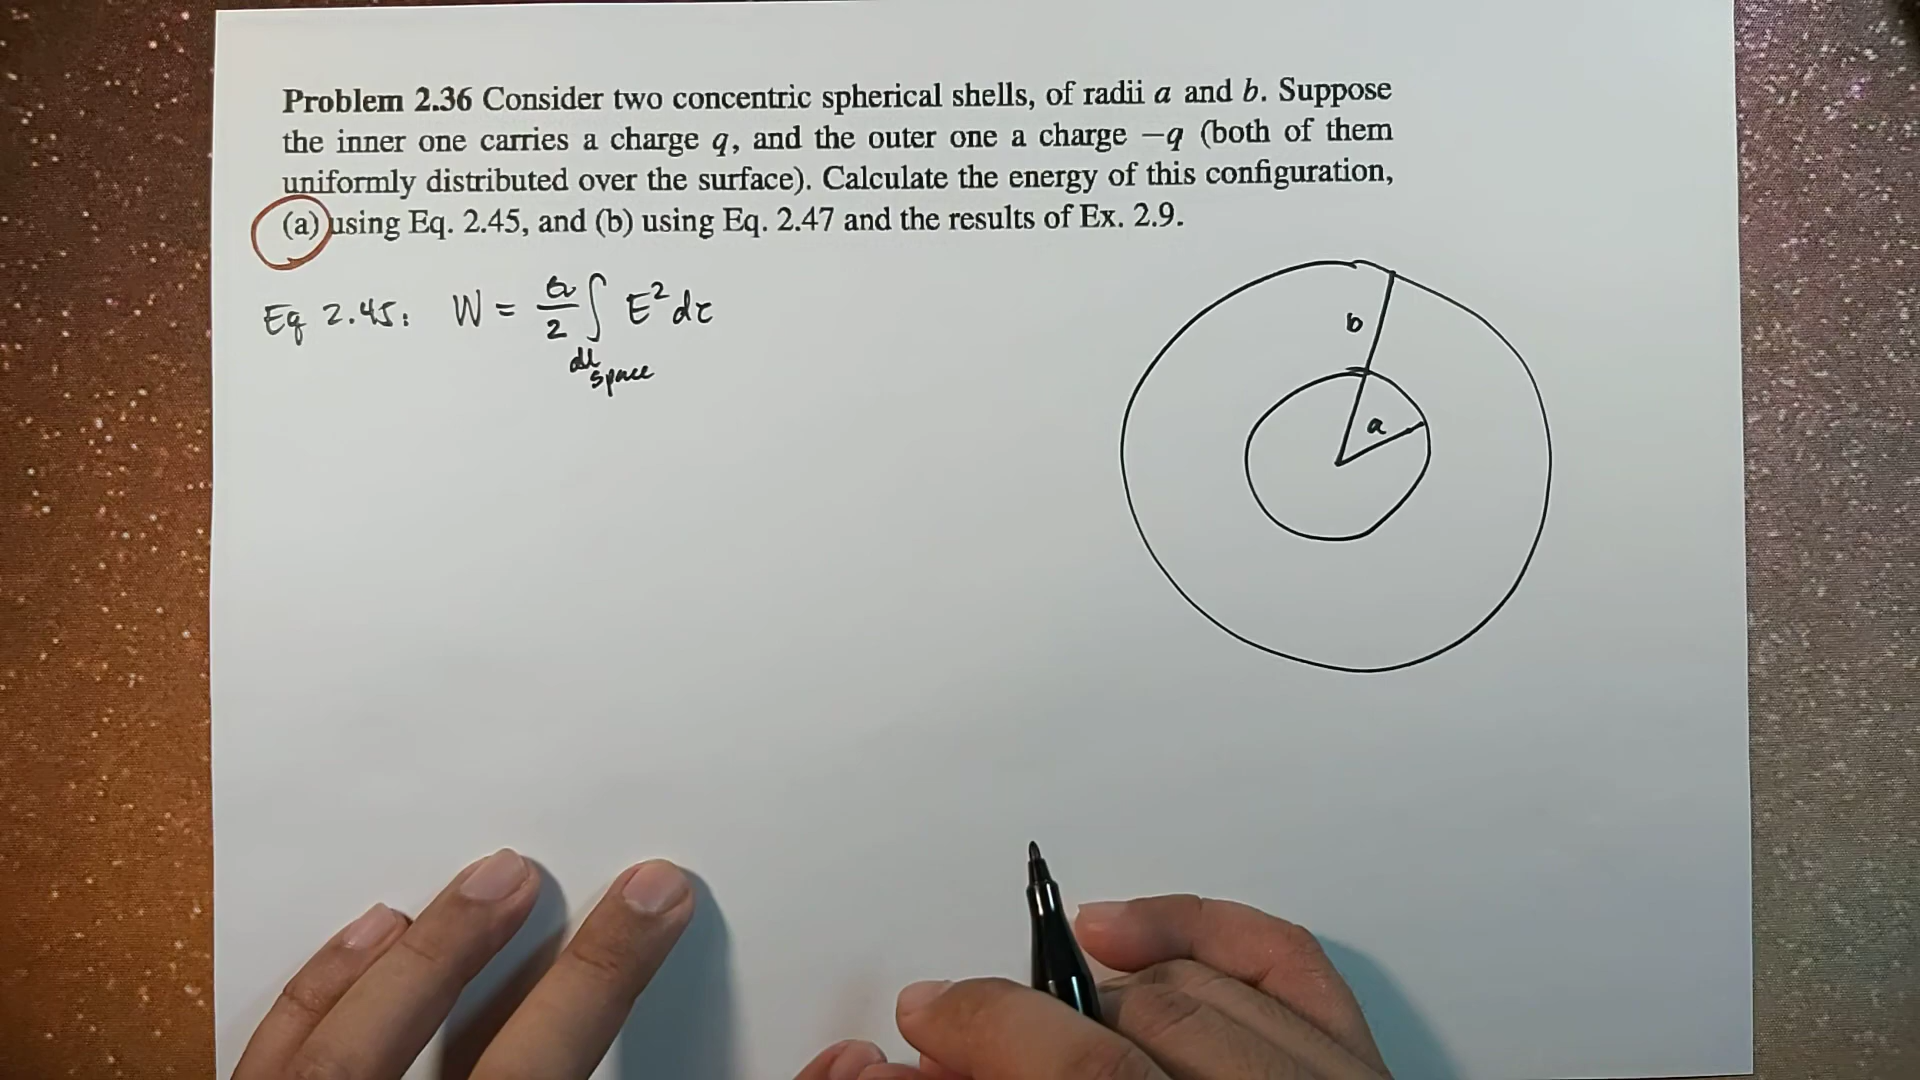 Problem 2.36 Consider two concentric spherical shells, of radii a and b. Suppose
the inner one carries a charge q, and the outer one a charge −q (both of them
uniformly distributed over the surface). Calculate the energy of this configuration,
(a) using Eq. 2.45, and (b) using Eq. 2.47 and the results of Ex. 2.9.
Eq 2.45: W = ε₀/2 ∫ E² dτ
all
space
b
a